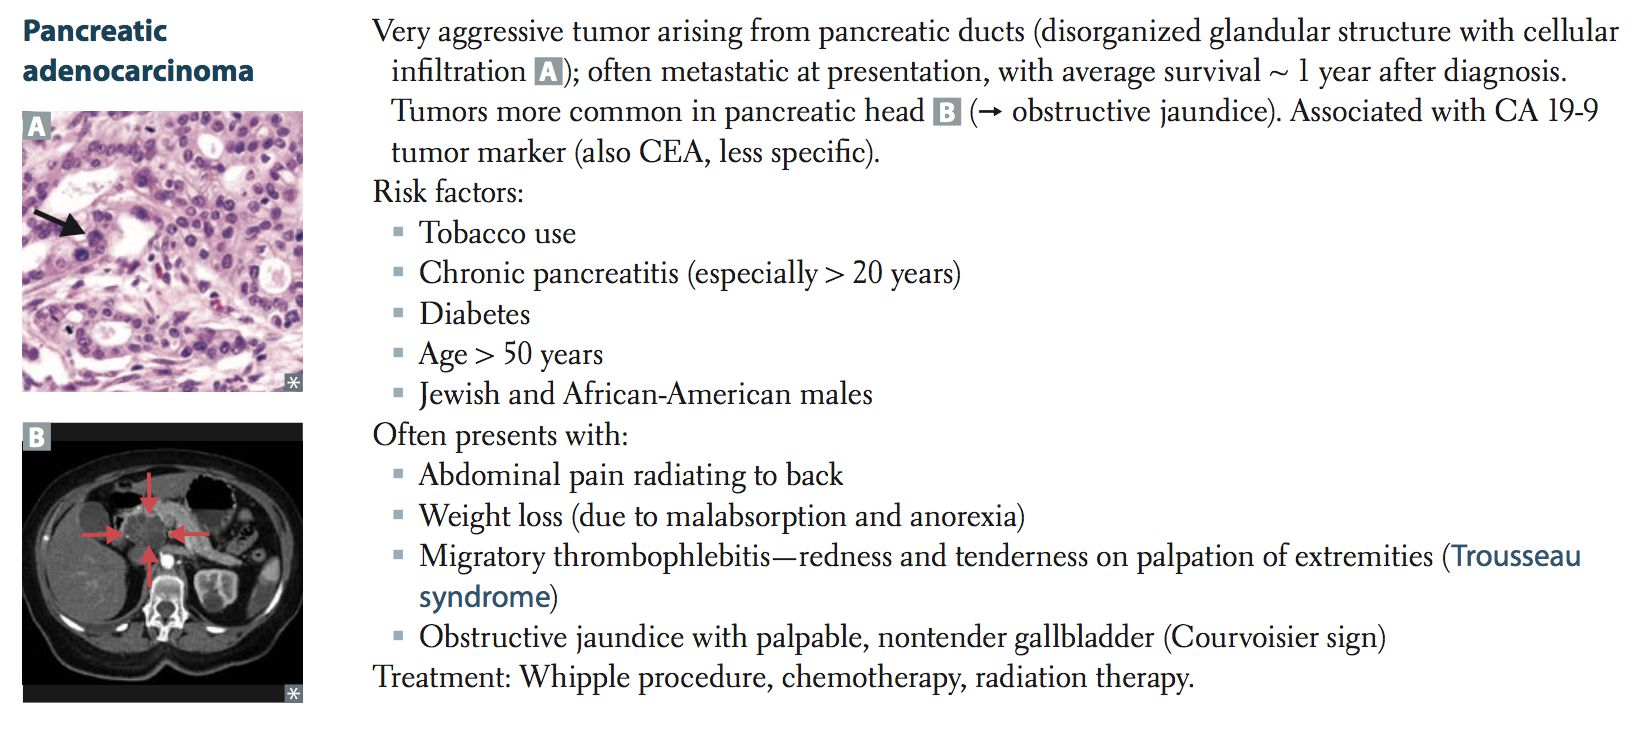 Pancreatic
adenocarcinoma
A
*
B
*
Very aggressive tumor arising from pancreatic ducts (disorganized glandular structure with cellular
infiltration A); often metastatic at presentation, with average survival ~ 1 year after diagnosis.
Tumors more common in pancreatic head B (→ obstructive jaundice). Associated with CA 19-9
tumor marker (also CEA, less specific).
Risk factors:
▪ Tobacco use
▪ Chronic pancreatitis (especially > 20 years)
▪ Diabetes
▪ Age > 50 years
▪ Jewish and African-American males
Often presents with:
▪ Abdominal pain radiating to back
▪ Weight loss (due to malabsorption and anorexia)
▪ Migratory thrombophlebitis—redness and tenderness on palpation of extremities (Trousseau
syndrome)
▪ Obstructive jaundice with palpable, nontender gallbladder (Courvoisier sign)
Treatment: Whipple procedure, chemotherapy, radiation therapy.